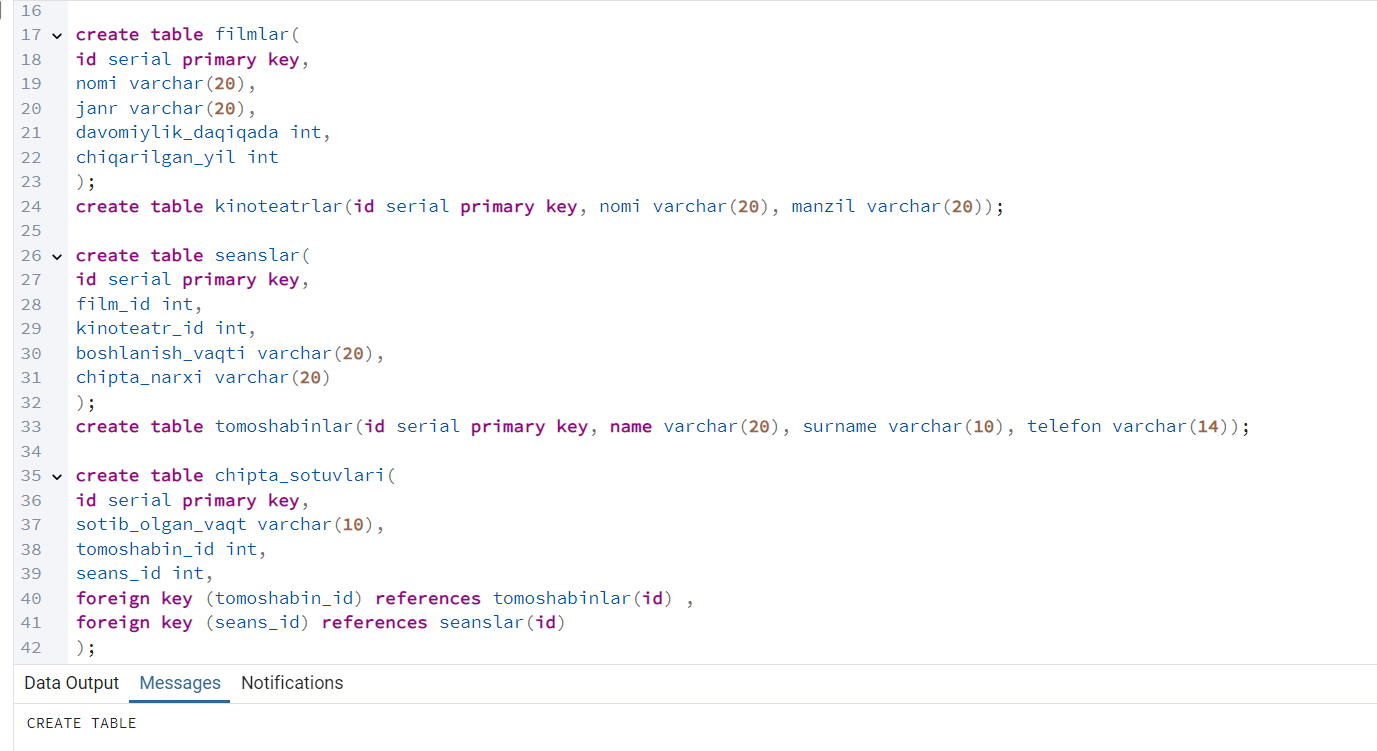 16
17 create table filmlar(
18 id serial primary key,
19 nomi varchar(20),
20 janr varchar(20),
21 davomiylik_daqiqada int,
22 chiqarilgan_yil int
23 );
24 create table kinoteatrlar(id serial primary key, nomi varchar(20), manzil varchar(20));
25
26 create table seanslar(
27 id serial primary key,
28 film_id int,
29 kinoteatr_id int,
30 boshlanish_vaqti varchar(20),
31 chipta_narxi varchar(20)
32 );
33 create table tomoshabinlar(id serial primary key, name varchar(20), surname varchar(10), telefon varchar(14));
34
35 create table chipta_sotuvlari(
36 id serial primary key,
37 sotib_olgan_vaqt varchar(10),
38 tomoshabin_id int,
39 seans_id int,
40 foreign key (tomoshabin_id) references tomoshabinlar(id) ,
41 foreign key (seans_id) references seanslar(id)
42 );
Data Output Messages Notifications
CREATE TABLE